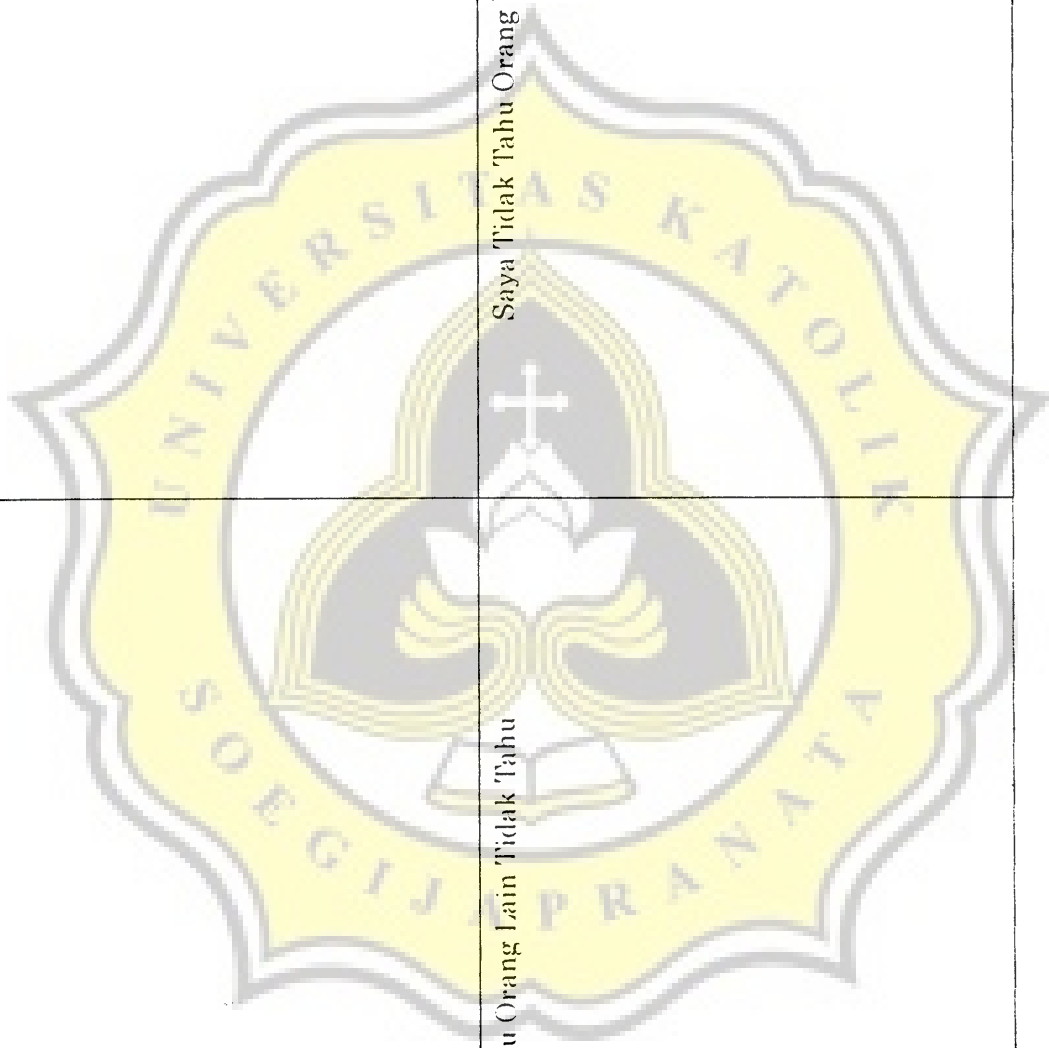 Saya Tidak Tahu Orang
u Orang Lain Tidak Tahu
UNIVERSITAS KATOLIK
SOEGIJAPRANATA